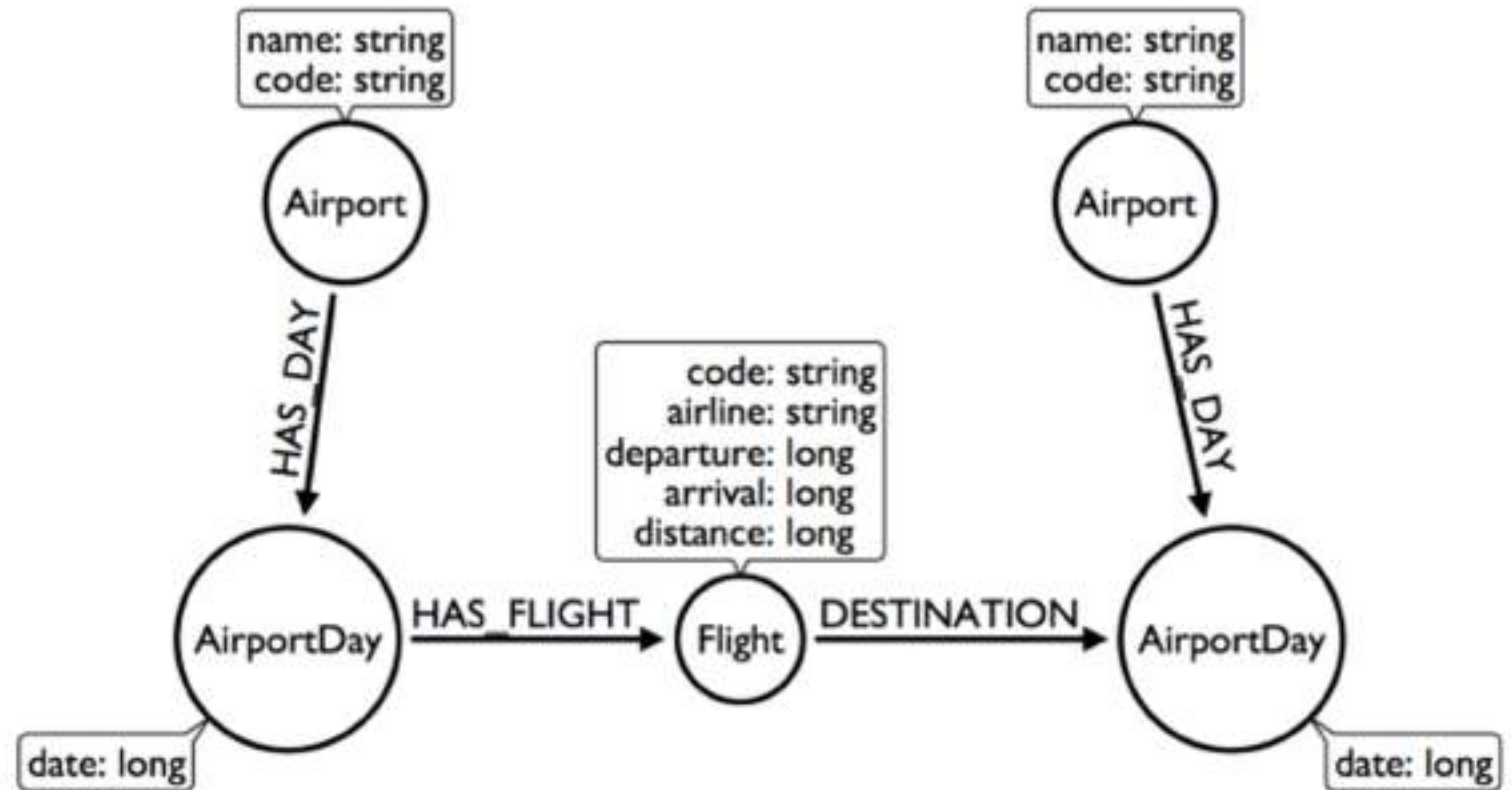 name: string
code: string
name: string
code: string
Airport
Airport
HAS_DAY
HAS_DAY
code: string
airline: string
departure: long
arrival: long
distance: long
AirportDay
HAS_FLIGHT
Flight
DESTINATION
AirportDay
date: long
date: long